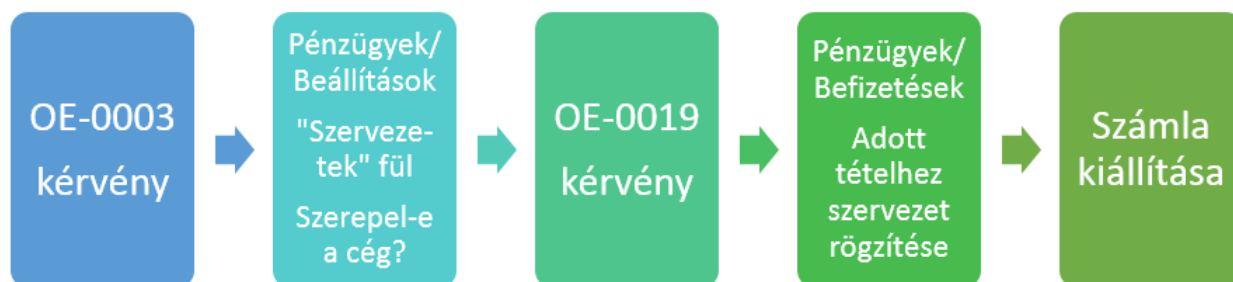 OE-0003
kérvény
Pénzügyek/
Beállítások
"Szerveze-
tek" fül
Szerepel-e
a cég?
OE-0019
kérvény
Pénzügyek/
Befizetések
Adott
tételhez
szervezet
rögzítése
Számla
kiállítása